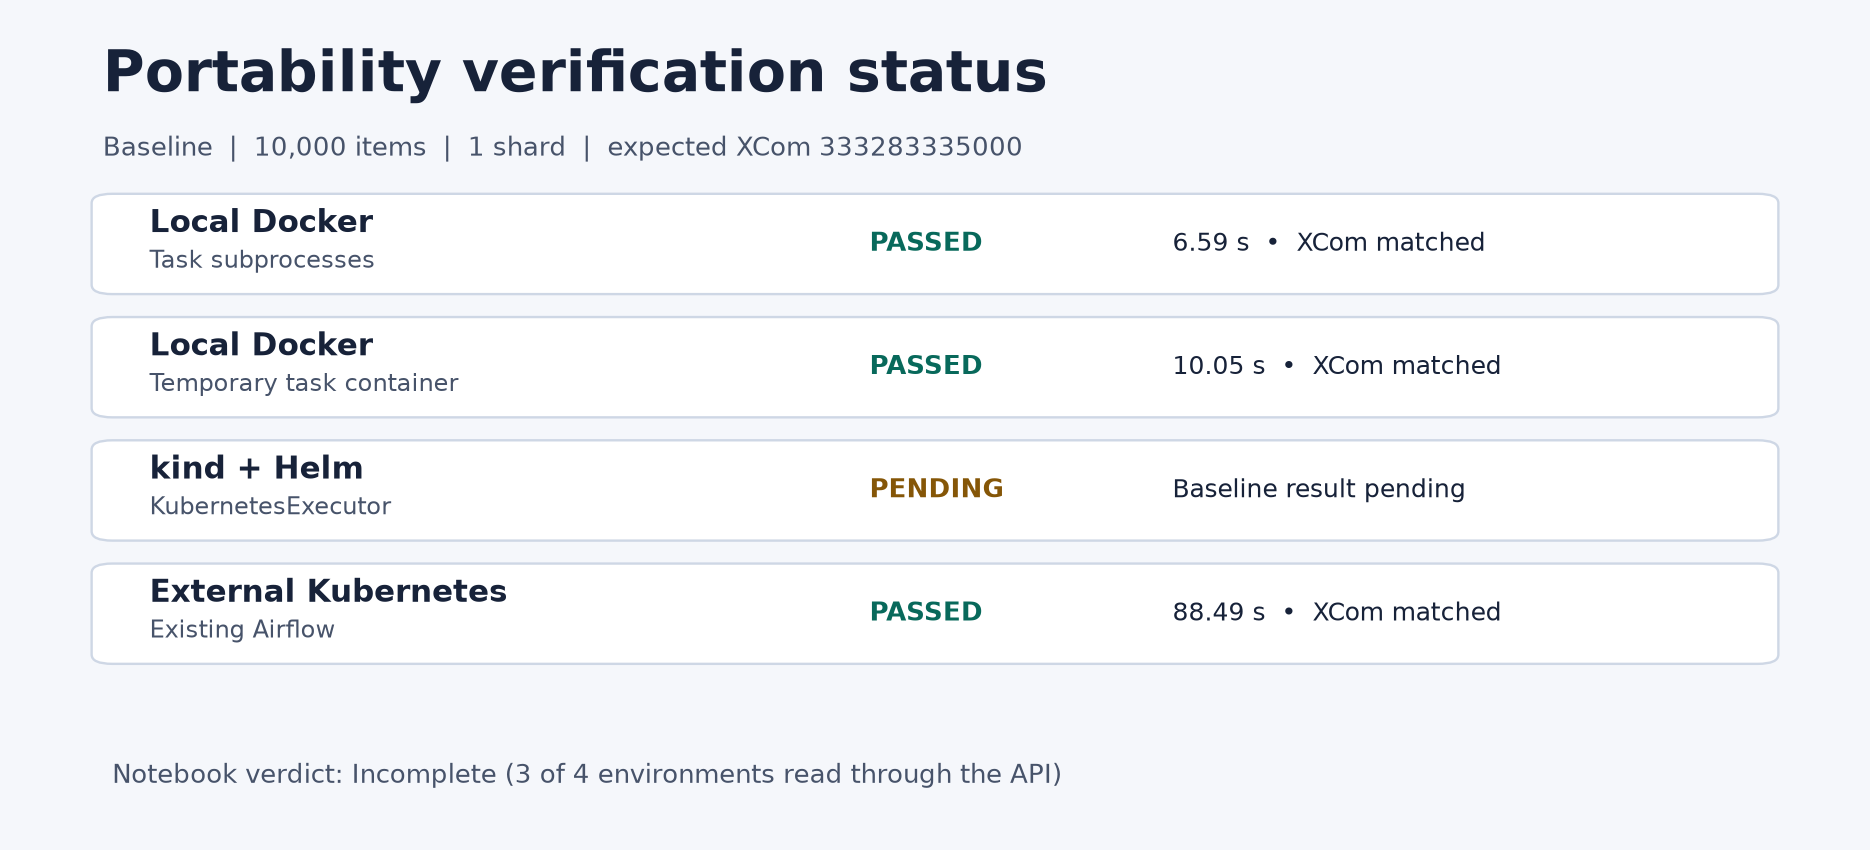 Portability verification status
Baseline | 10,000 items | 1 shard | expected XCom 333283335000
Local Docker
Task subprocesses
PASSED
6.59 s • XCom matched
Local Docker
Temporary task container
PASSED
10.05 s • XCom matched
kind + Helm
KubernetesExecutor
PENDING
Baseline result pending
External Kubernetes
Existing Airflow
PASSED
88.49 s • XCom matched
Notebook verdict: Incomplete (3 of 4 environments read through the API)